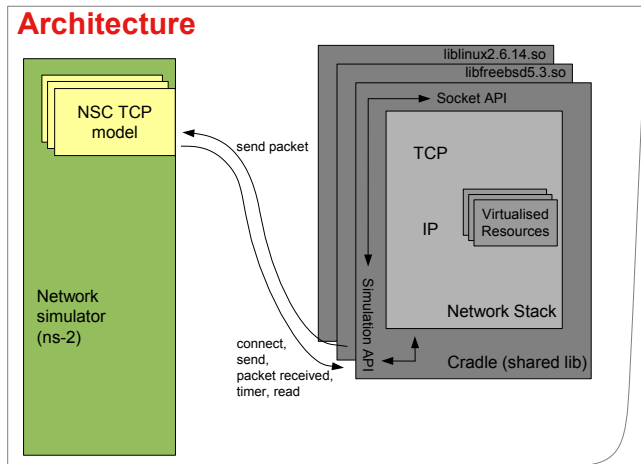 Architecture
liblinux2.6.14.so
libfreebsd5.3.so
NSC TCP
model
Socket API
send packet
TCP
IP
Virtualised
Resources
Network
simulator
(ns-2)
Simulation API
Network Stack
connect,
send,
packet received,
timer, read
Cradle (shared lib)